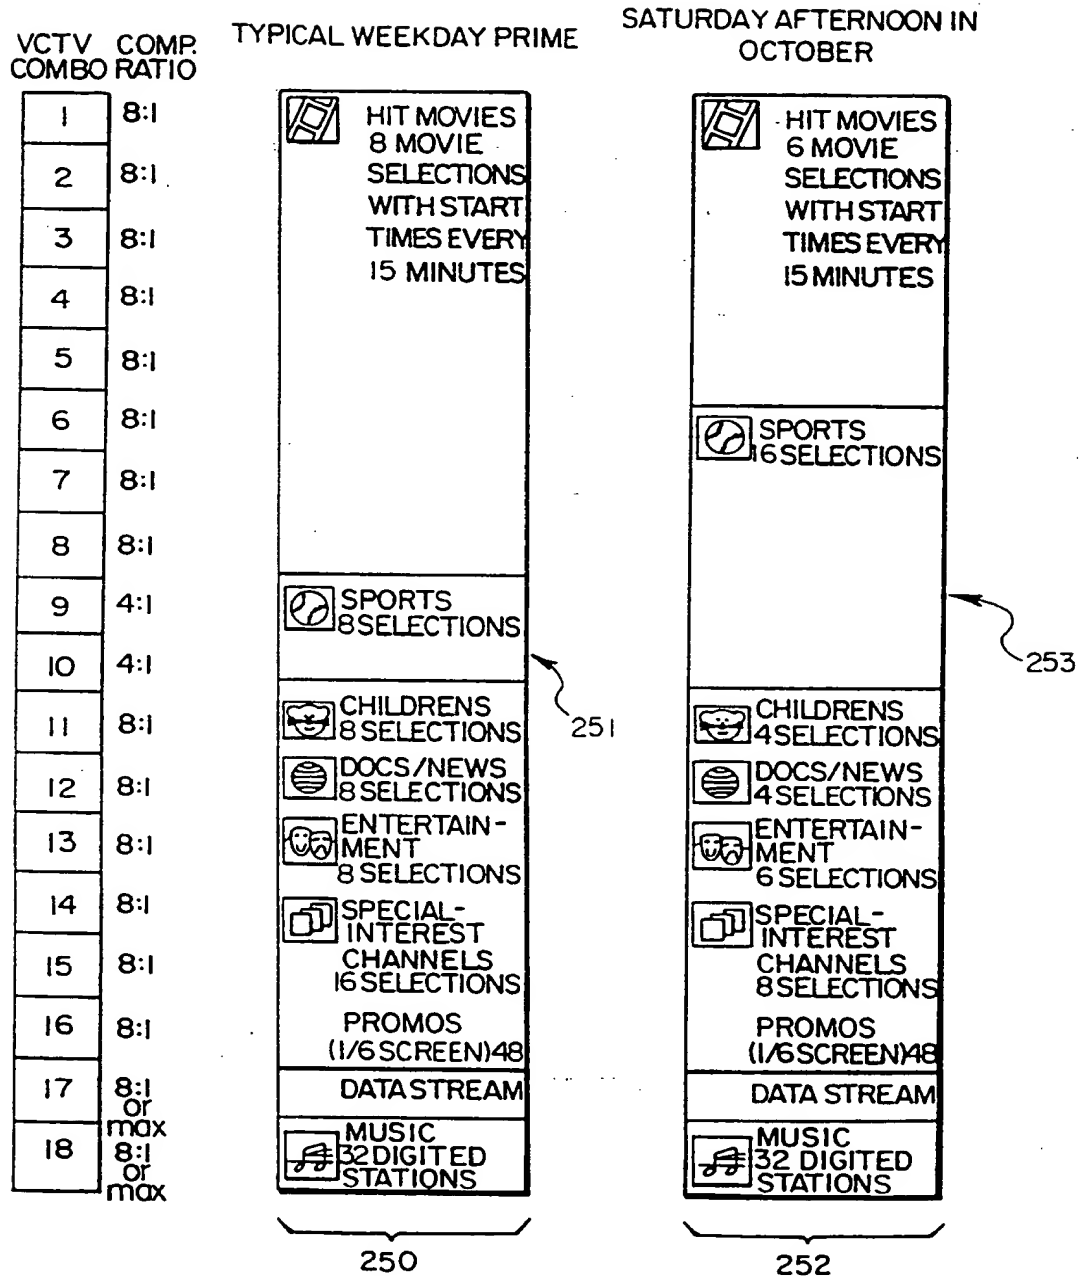 VCTV COMBO
COMP. RATIO
1 8:1
2 8:1
3 8:1
4 8:1
5 8:1
6 8:1
7 8:1
8 8:1
9 4:1
10 4:1
11 8:1
12 8:1
13 8:1
14 8:1
15 8:1
16 8:1
17 8:1 or max
18 8:1 or max
TYPICAL WEEKDAY PRIME
HIT MOVIES
8 MOVIE
SELECTIONS
WITH START
TIMES EVERY
15 MINUTES
SPORTS
8 SELECTIONS
251
CHILDRENS
8 SELECTIONS
DOCS/NEWS
8 SELECTIONS
ENTERTAIN-
MENT
8 SELECTIONS
SPECIAL-
INTEREST
CHANNELS
16 SELECTIONS
PROMOS
(1/6 SCREEN) 48
DATA STREAM
MUSIC
32 DIGITED
STATIONS
250
SATURDAY AFTERNOON IN
OCTOBER
HIT MOVIES
6 MOVIE
SELECTIONS
WITH START
TIMES EVERY
15 MINUTES
SPORTS
16 SELECTIONS
253
CHILDRENS
4 SELECTIONS
DOCS/NEWS
4 SELECTIONS
ENTERTAIN-
MENT
6 SELECTIONS
SPECIAL-
INTEREST
CHANNELS
8 SELECTIONS
PROMOS
(1/6 SCREEN) 48
DATA STREAM
MUSIC
32 DIGITED
STATIONS
252